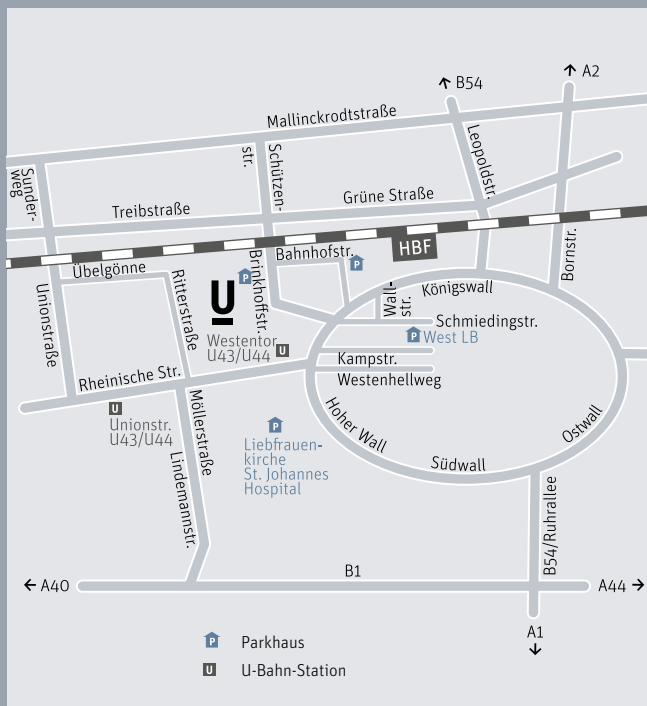 A2
B54
Mallinckrodtstraße
Schützen-
str.
Leopoldstr.
Sunder-
weg
Grüne Straße
Treibstraße
HBF
Bornstr.
Bahnhofstr.
Brinkhoffstr.
P
P
Übelgönne
Ritterstraße
Unionstraße
U
Wall-
str.
Königswall
Schmiedingstr.
P
West LB
Westentor
U43/U44
U
Kampstr.
Westenhellweg
Rheinische Str.
U
Unionstr.
U43/U44
Möllerstraße
Lindemannstr.
P
Liebfrauen-
kirche
St. Johannes
Hospital
Hoher Wall
Südwall
Ostwall
B54/Ruhrallee
B1
← A40
A44 →
A1
P Parkhaus
U U-Bahn-Station